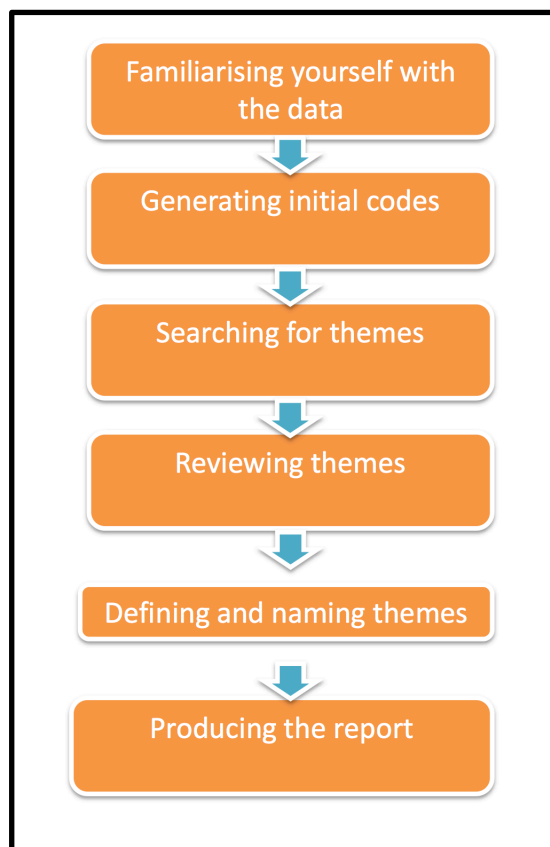 Familiarising yourself with
the data
Generating initial codes
Searching for themes
Reviewing themes
Defining and naming themes
Producing the report